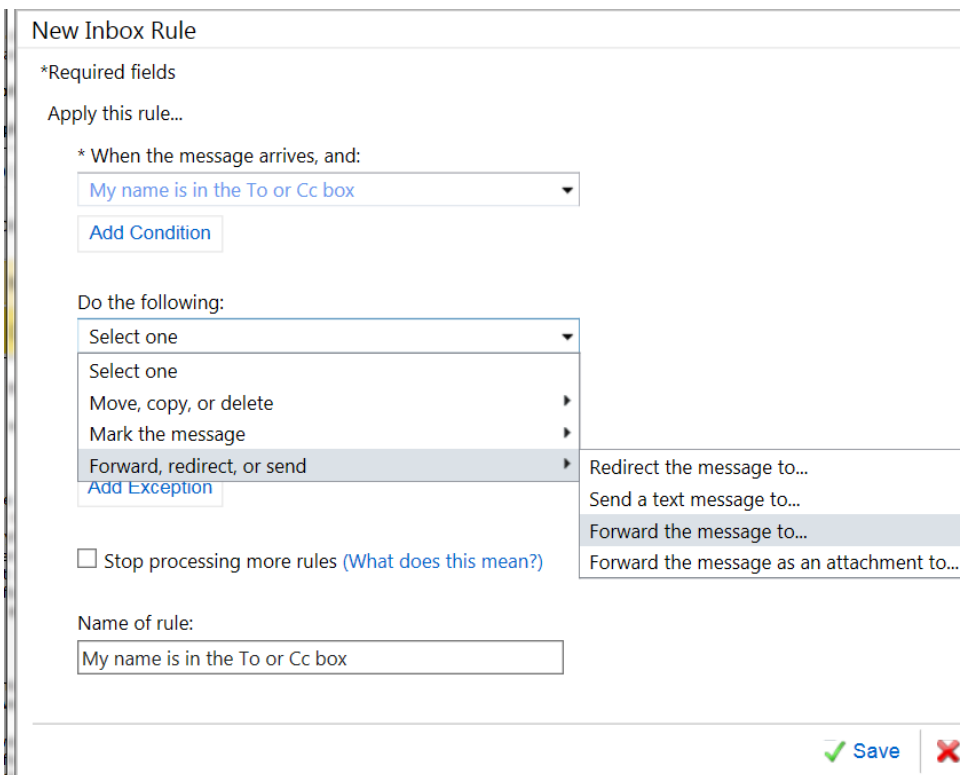 New Inbox Rule
*Required fields
Apply this rule...
* When the message arrives, and:
My name is in the To or Cc box
Add Condition
Do the following:
Select one
Select one
Move, copy, or delete
Mark the message
Forward, redirect, or send
Redirect the message to...
Send a text message to...
Forward the message to...
Forward the message as an attachment to...
Add Exception
Stop processing more rules (What does this mean?)
Name of rule:
My name is in the To or Cc box
Save